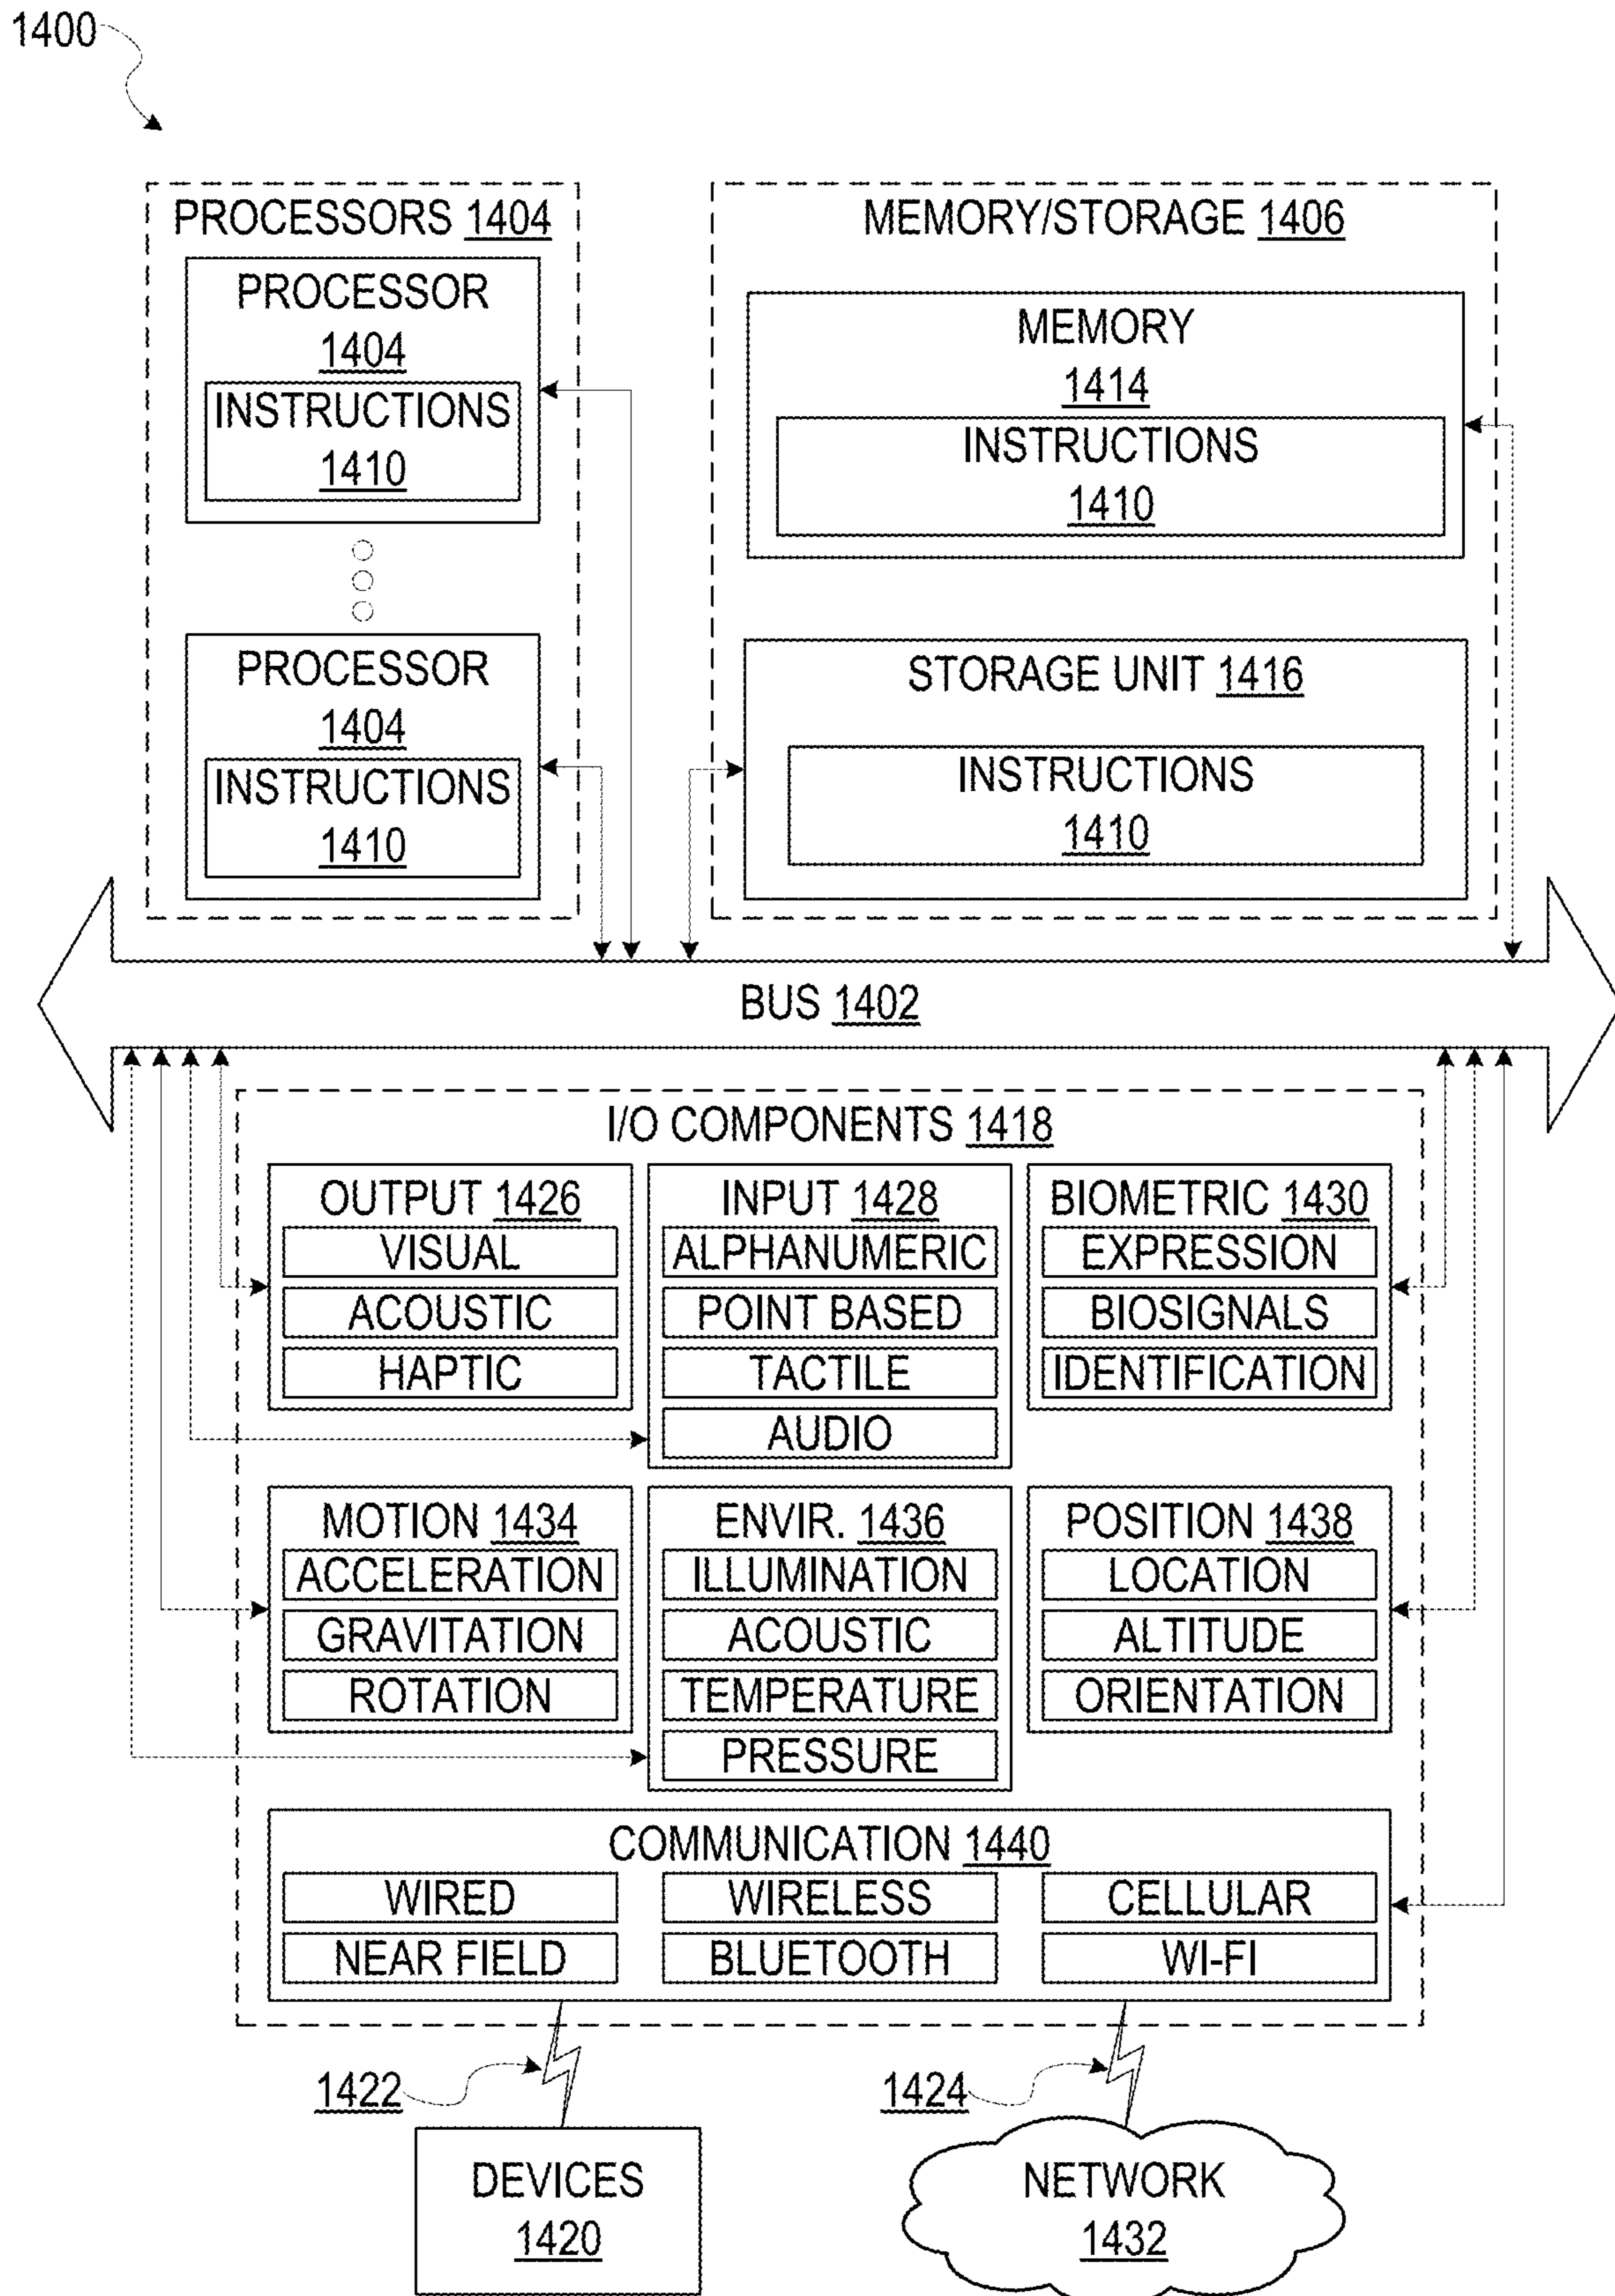 1400
PROCESSORS 1404
PROCESSOR
1404
INSTRUCTIONS
1410
PROCESSOR
1404
INSTRUCTIONS
1410
MEMORY/STORAGE 1406
MEMORY
1414
INSTRUCTIONS
1410
STORAGE UNIT 1416
INSTRUCTIONS
1410
BUS 1402
I/O COMPONENTS 1418
OUTPUT 1426
VISUAL
ACOUSTIC
HAPTIC
INPUT 1428
ALPHANUMERIC
POINT BASED
TACTILE
AUDIO
BIOMETRIC 1430
EXPRESSION
BIOSIGNALS
IDENTIFICATION
MOTION 1434
ACCELERATION
GRAVITATION
ROTATION
ENVIR. 1436
ILLUMINATION
ACOUSTIC
TEMPERATURE
PRESSURE
POSITION 1438
LOCATION
ALTITUDE
ORIENTATION
COMMUNICATION 1440
WIRED
WIRELESS
CELLULAR
NEAR FIELD
BLUETOOTH
WI-FI
1422
1424
DEVICES
1420
NETWORK
1432